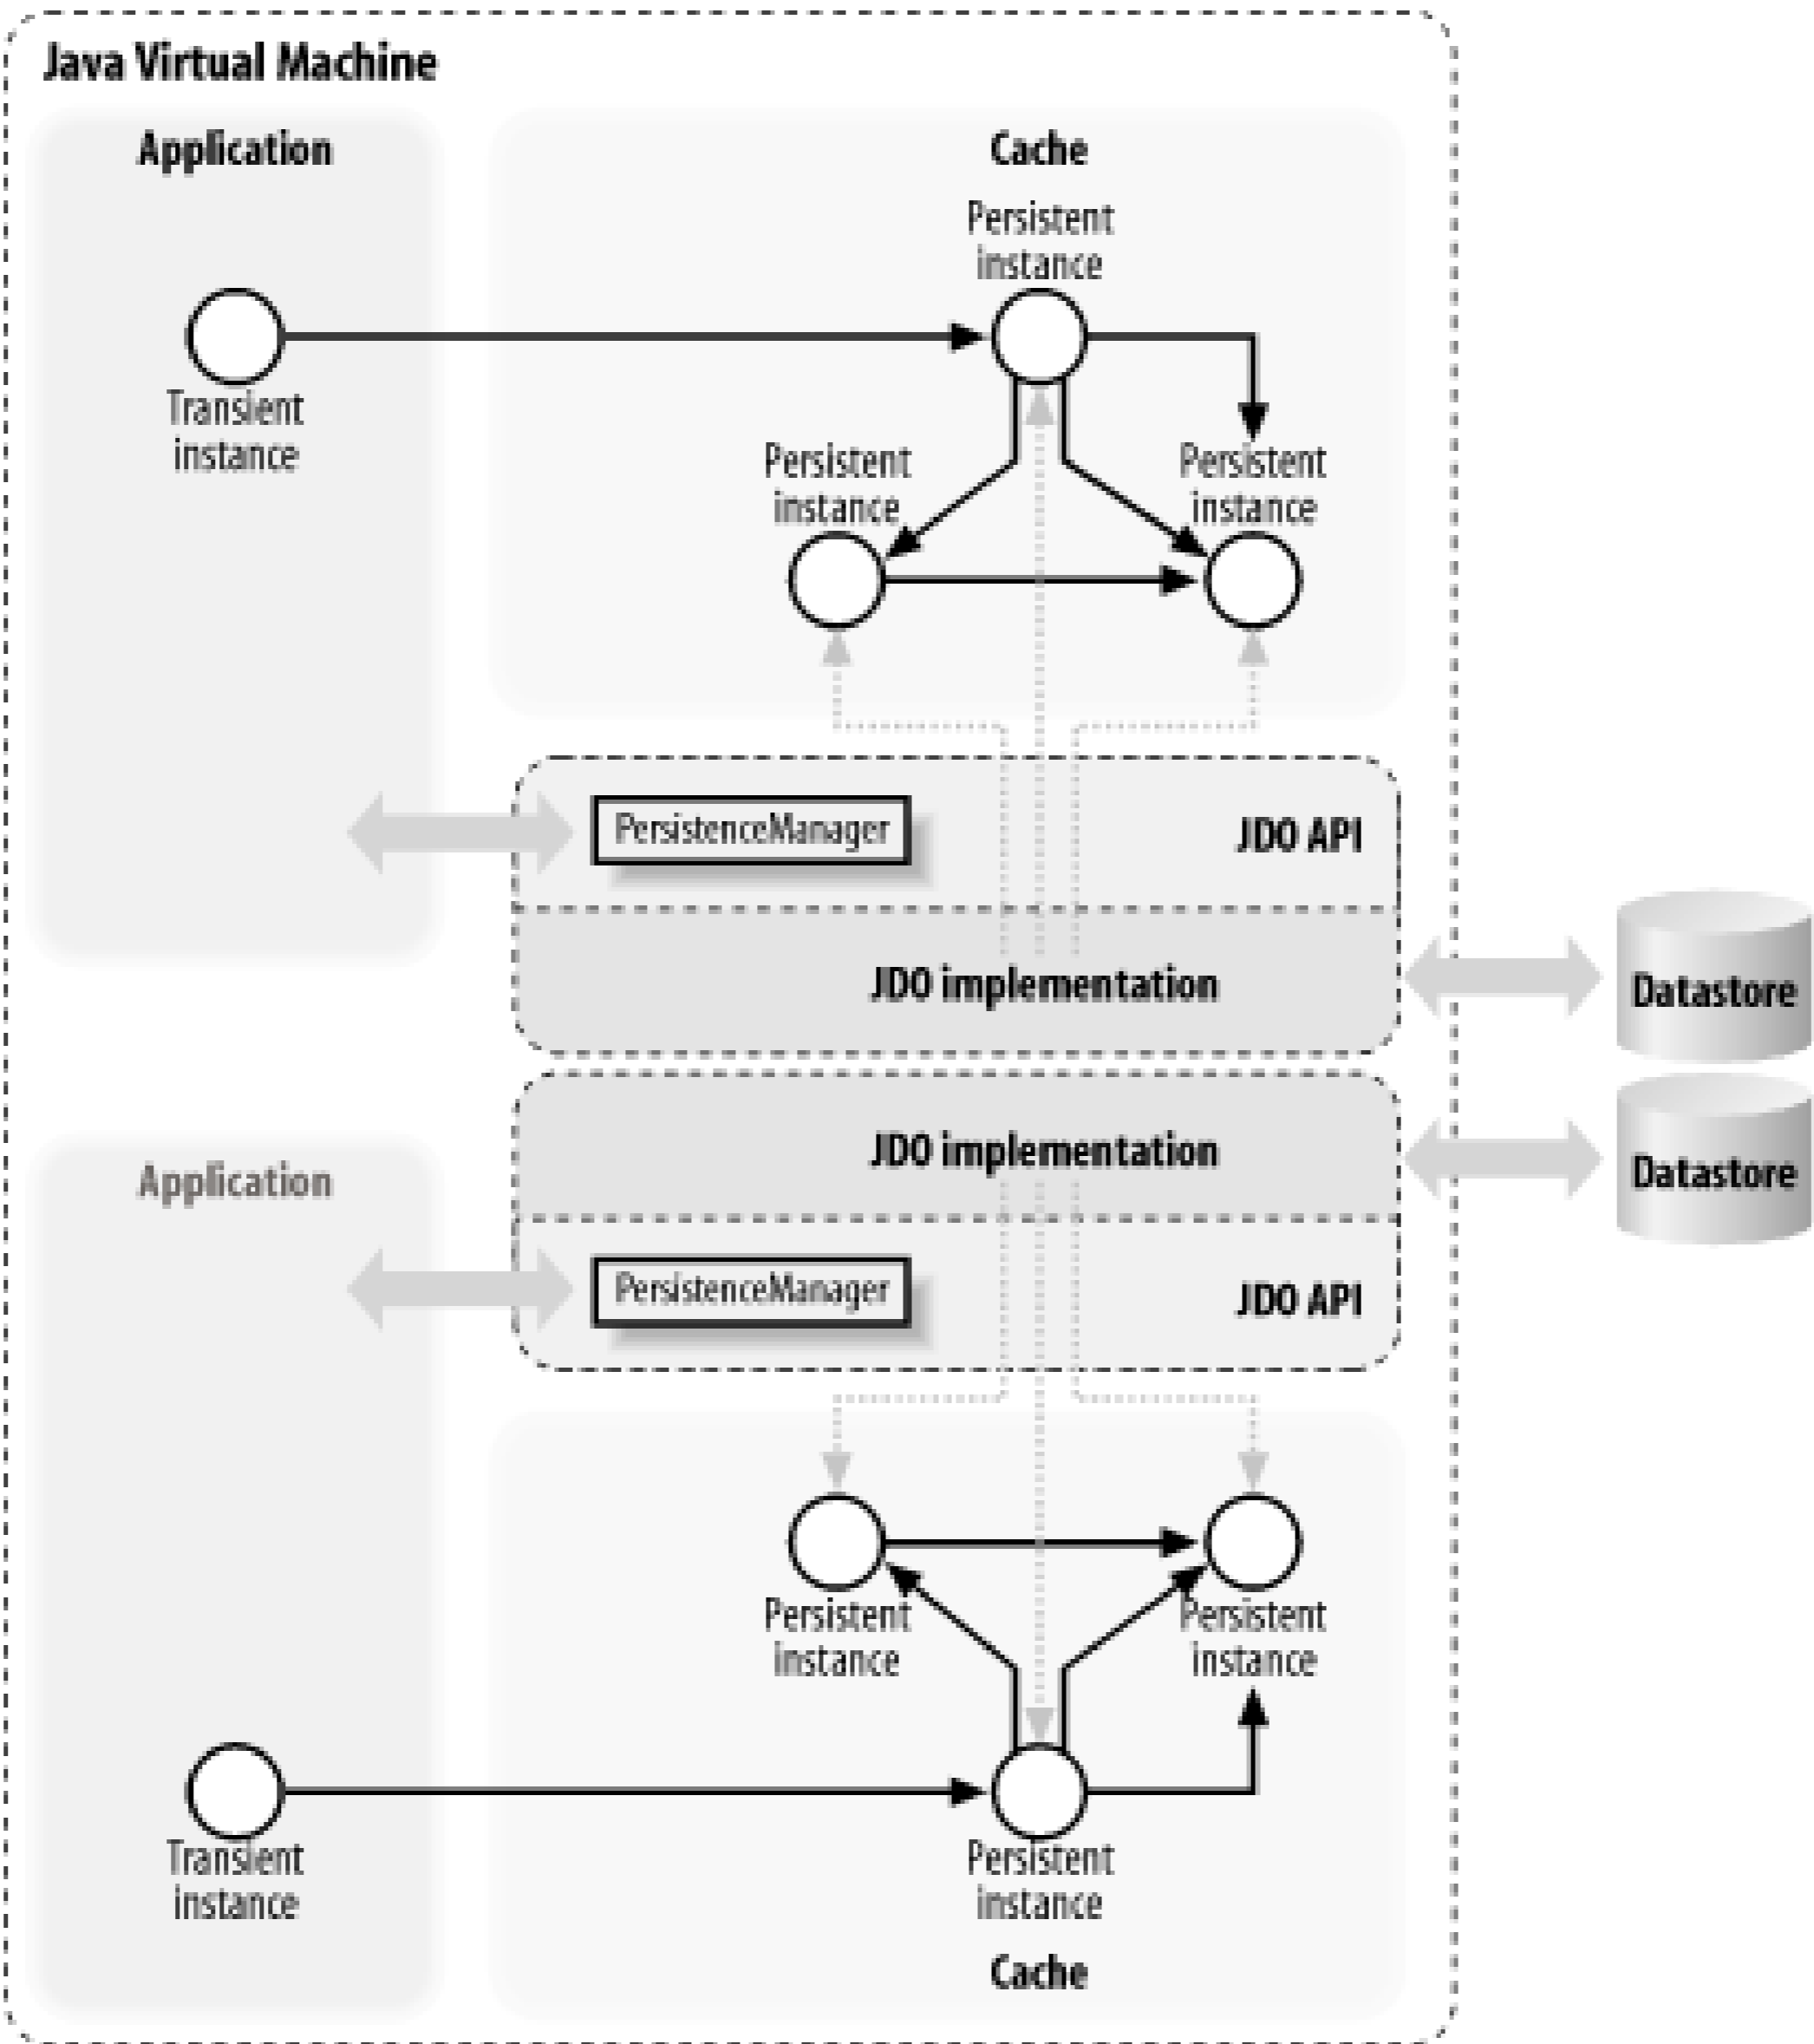 Java Virtual Machine
Application
Cache
Persistent
instance
Transient
instance
Persistent
instance
Persistent
instance
PersistenceManager
JDO API
JDO implementation
Datastore
JDO implementation
Datastore
Application
PersistenceManager
JDO API
Persistent
instance
Persistent
instance
Transient
instance
Persistent
instance
Cache